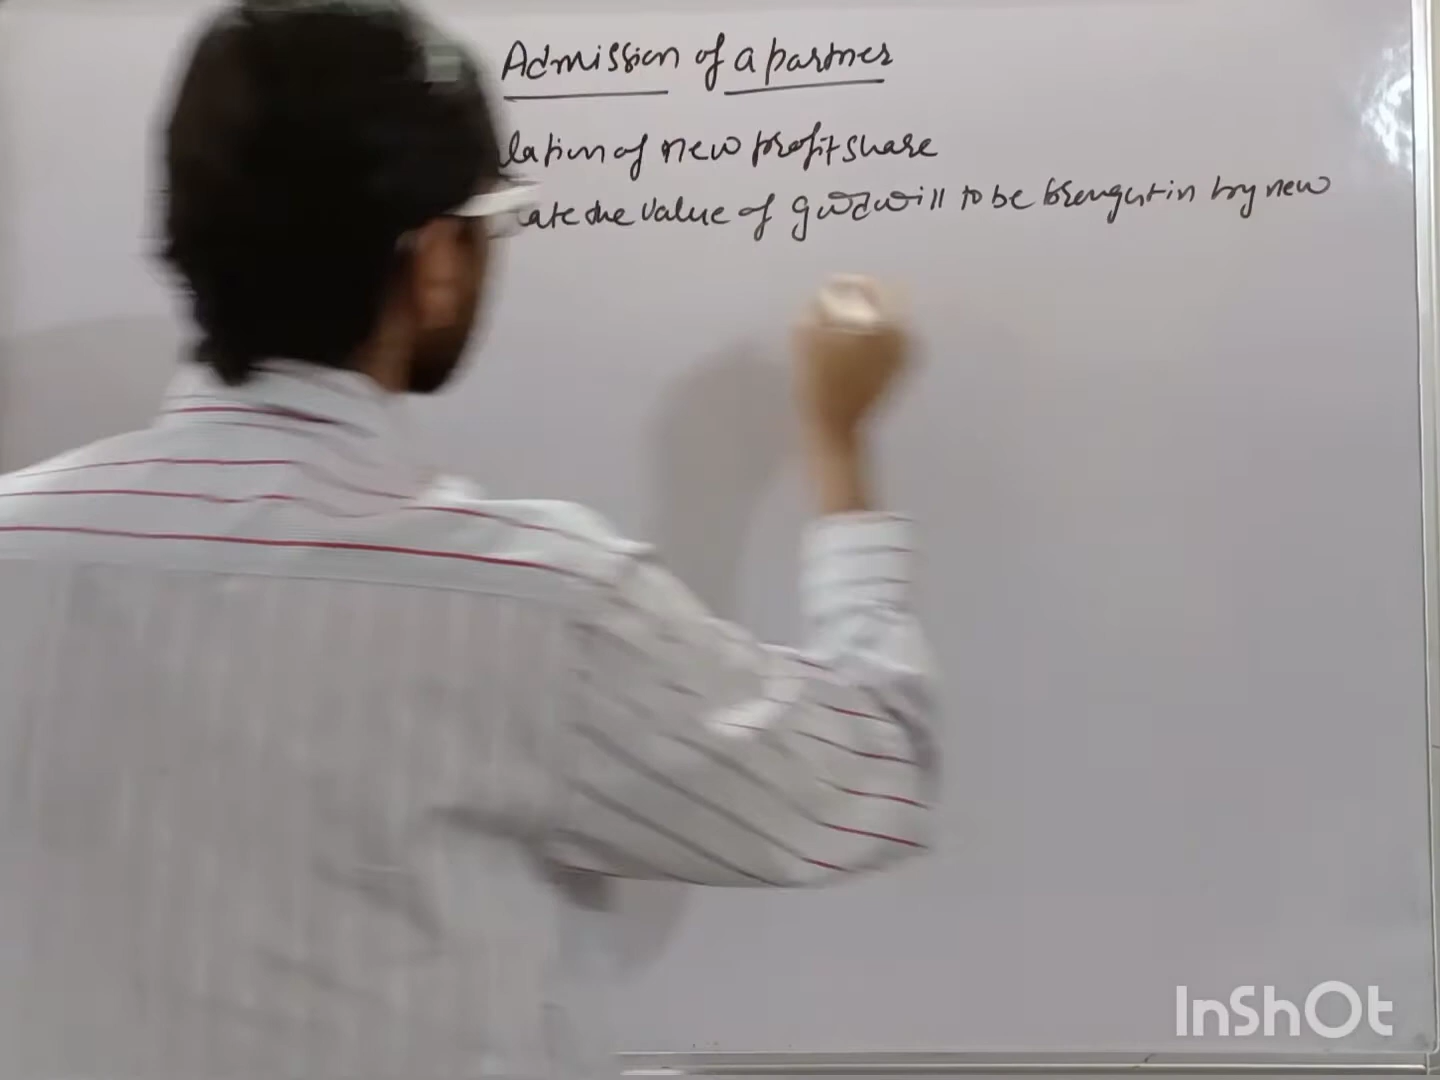 Admission of a partner
lation of new profit share
ate the value of goodwill to be brought in by new
InShOt